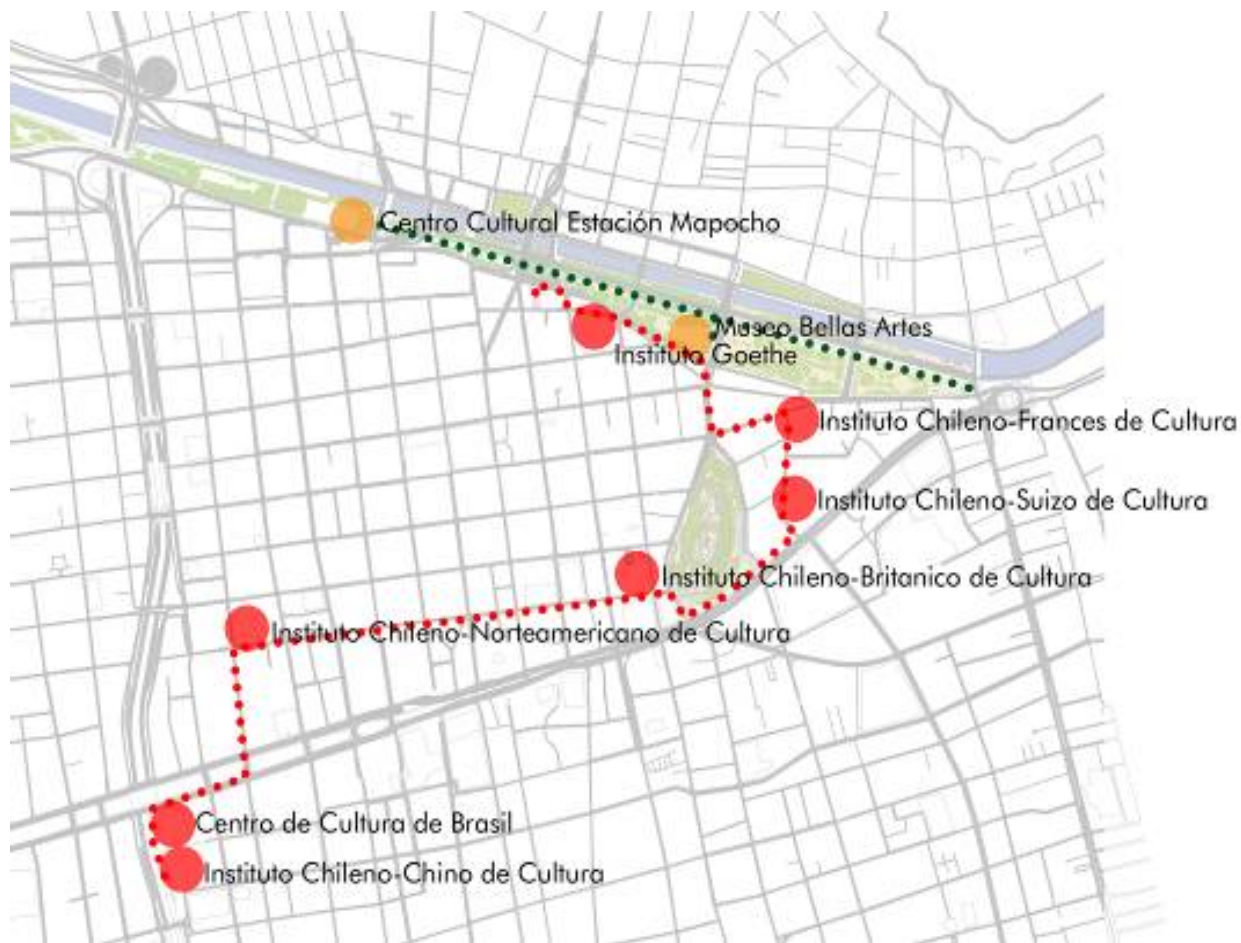 Centro Cultural Estación Mapocho
Museo Bellas Artes
Instituto Goethe
Instituto Chileno-Frances de Cultura
Instituto Chileno-Suizo de Cultura
Instituto Chileno-Britanico de Cultura
Instituto Chileno-Norteamericano de Cultura
Centro de Cultura de Brasil
Instituto Chileno-Chino de Cultura